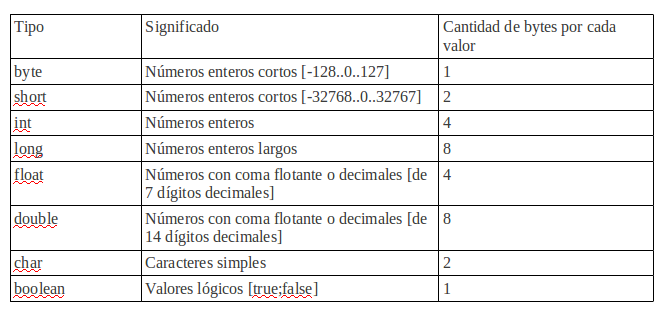 Tipo Significado Cantidad de bytes por cada
valor
byte Números enteros cortos [-128..0..127] 1
short Números enteros cortos [-32768..0..32767] 2
int Números enteros 4
long Números enteros largos 8
float Números con coma flotante o decimales [de 4
7 dígitos decimales]
double Números con coma flotante o decimales [de 8
14 dígitos decimales]
char Caracteres simples 2
boolean Valores lógicos [true;false] 1